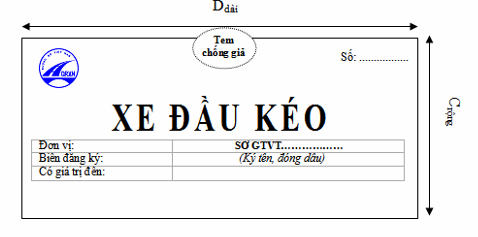 Ddài
Tem
chống giả
Số: .................
XE ĐẦU KÉO
Đơn vị:
SỞ GTVT..................
Biển đăng ký:
(Ký tên, đóng dấu)
Có giá trị đến:
Crộng